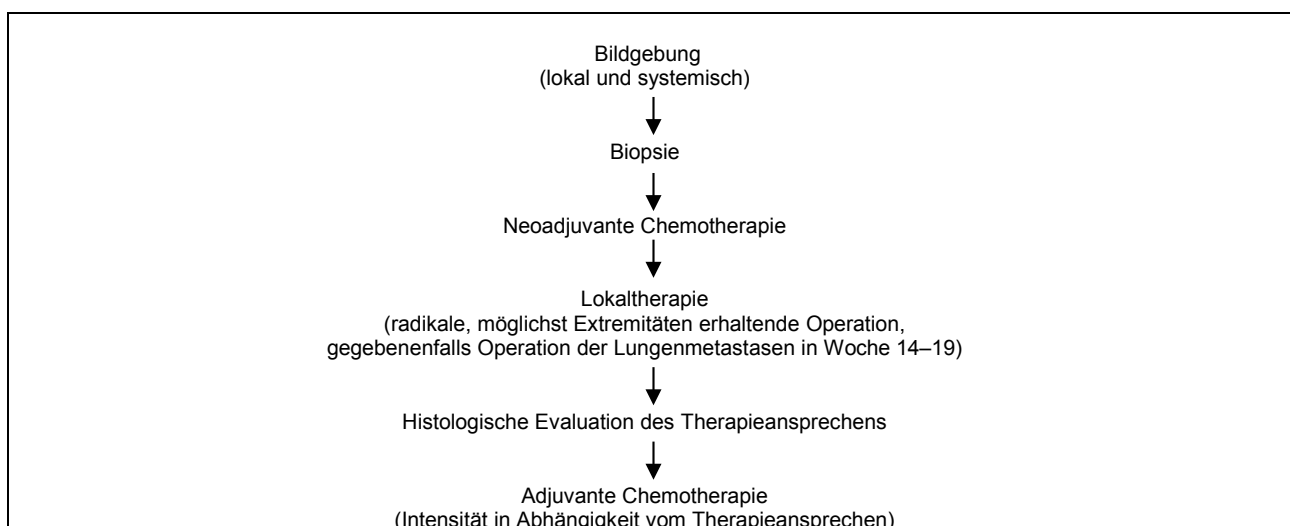 Bildgebung
(lokal und systemisch)
Biopsie
Neoadjuvante Chemotherapie
Lokaltherapie
(radikale, möglichst Extremitäten erhaltende Operation,
gegebenenfalls Operation der Lungenmetastasen in Woche 14–19)
Histologische Evaluation des Therapieansprechens
Adjuvante Chemotherapie
(Intensität in Abhängigkeit vom Therapieansprechen)